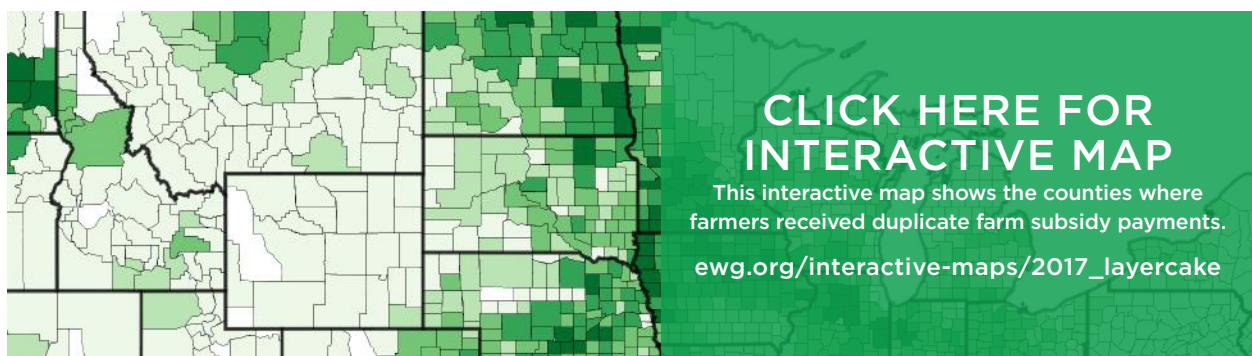 CLICK HERE FOR
INTERACTIVE MAP
This interactive map shows the counties where
farmers received duplicate farm subsidy payments.
ewg.org/interactive-maps/2017_layercake